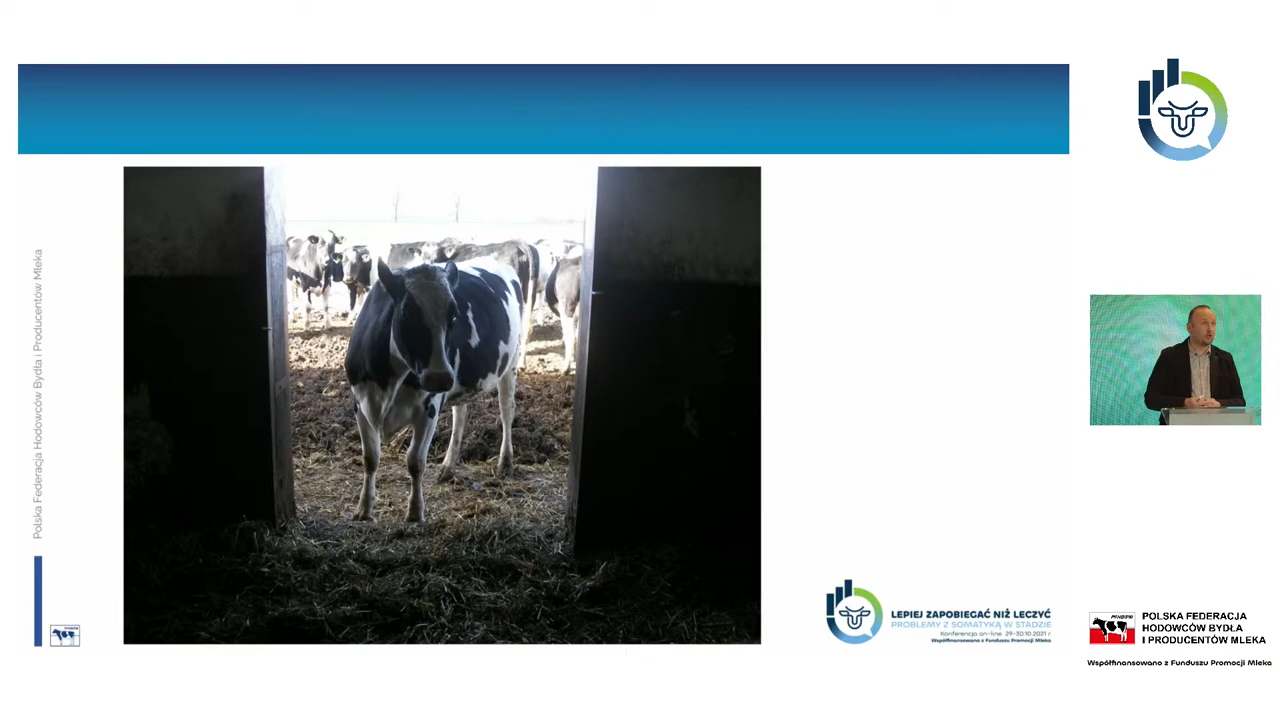 Polska Federacja Hodowców Bydła i Producentów Mleka
LEPIEJ ZAPOBIEGAĆ NIŻ LECZYĆ
PROBLEMY Z SOMATYKĄ W STADZIE
Konferencja on-line 29-30.10.2021 r.
Współfinansowano z Funduszu Promocji Mleka
POLSKA FEDERACJA
HODOWCÓW BYDŁA
I PRODUCENTÓW MLEKA
Współfinansowano z Funduszu Promocji Mleka